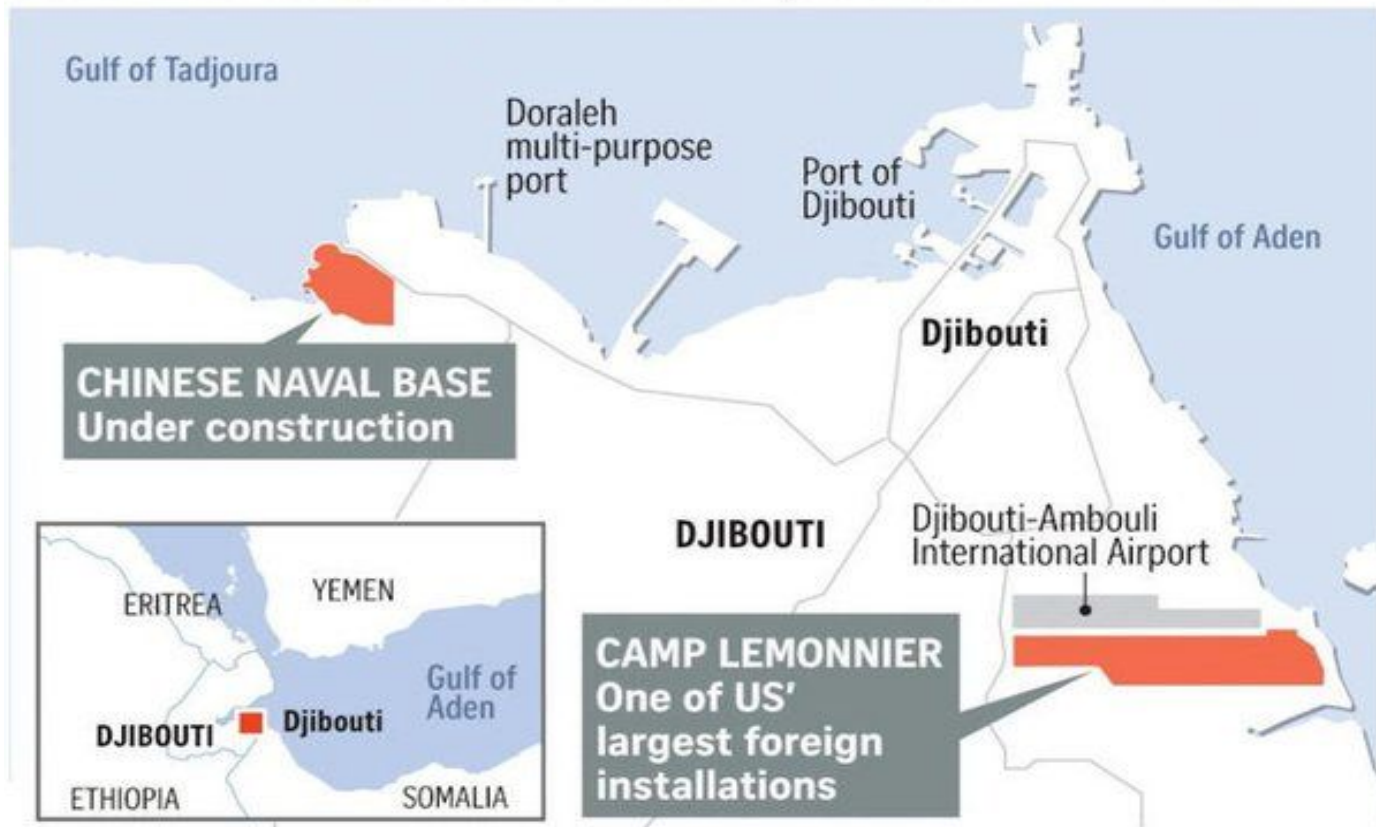 Gulf of Tadjoura
Doraleh
multi-purpose
port
Port of
Djibouti
Gulf of Aden
CHINESE NAVAL BASE
Under construction
Djibouti
DJIBOUTI
Djibouti-Ambouli
International Airport
CAMP LEMONNIER
One of US'
largest foreign
installations
ERITREA
YEMEN
Gulf of
Aden
DJIBOUTI
Djibouti
ETHIOPIA
SOMALIA